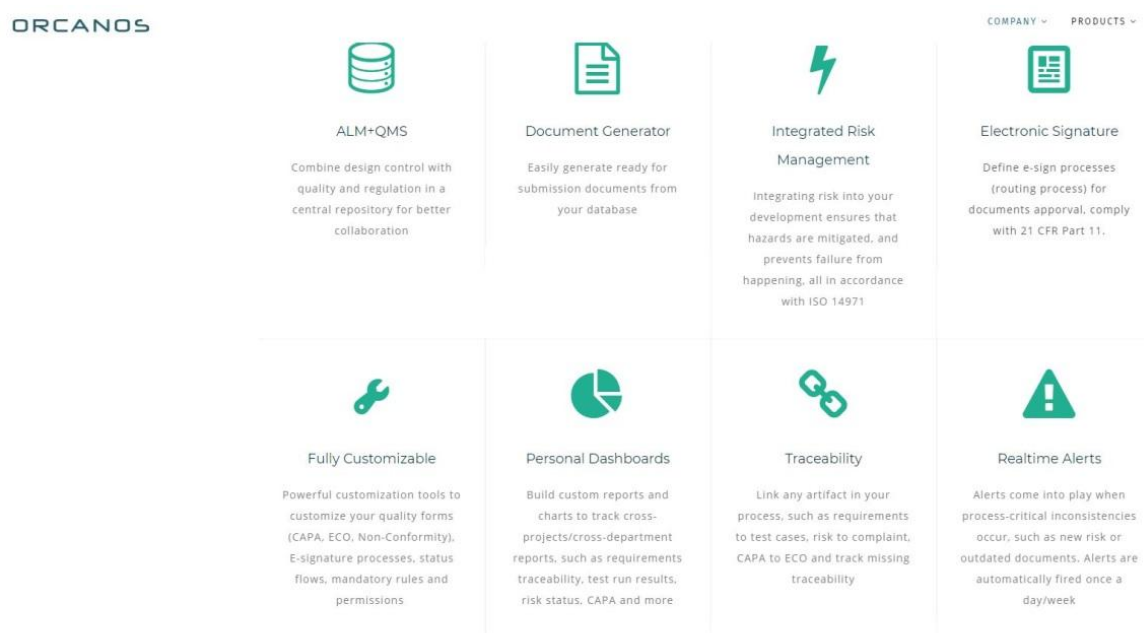 ORCANOS
COMPANY
PRODUCTS
ALM+QMS
Combine design control with
quality and regulation in a
central repository for better
collaboration
Document Generator
Easily generate ready for
submission documents from
your database
Integrated Risk
Management
Integrating risk into your
development ensures that
hazards are mitigated, and
prevents failure from
happening, all in accordance
with ISO 14971
Electronic Signature
Define e-sign processes
(routing process) for
documents apporval, comply
with 21 CFR Part 11.
Fully Customizable
Powerful customization tools to
customize your quality forms
(CAPA, ECO, Non-Conformity),
E-signature processes, status
flows, mandatory rules and
permissions
Personal Dashboards
Build custom reports and
charts to track cross-
projects/cross-department
reports, such as requirements
traceability, test run results,
risk status, CAPA and more
Traceability
Link any artifact in your
process, such as requirements
to test cases, risk to complaint,
CAPA to ECO and track missing
traceability
Realtime Alerts
Alerts come into play when
process-critical inconsistencies
occur, such as new risk or
outdated documents. Alerts are
automatically fired once a
day/week